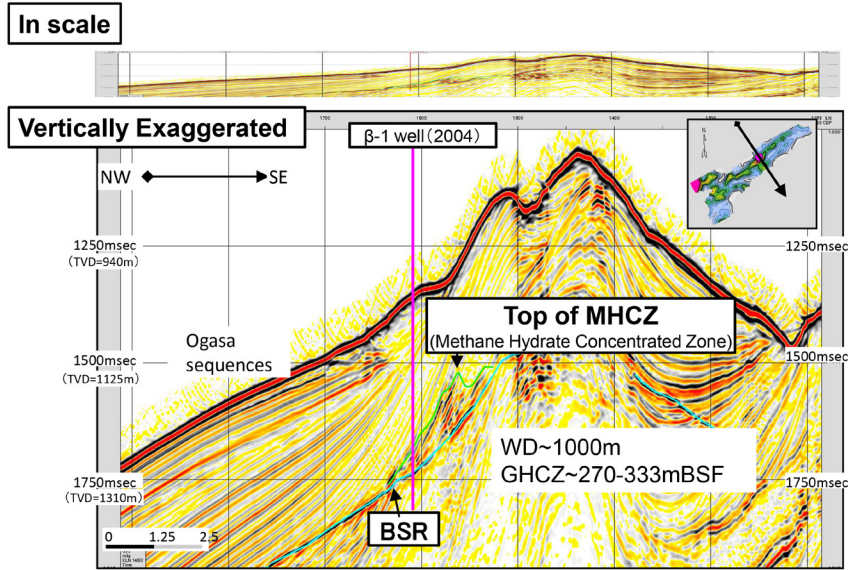 In scale
Vertically Exaggerated
β-1 well(2004)
NW
SE
N
1250msec
(TVD=940m)
1250msec
Top of MHCZ
(Methane Hydrate Concentrated Zone)
Ogasa
sequences
1500msec
(TVD=1125m)
1500msec
WD~1000m
GHCZ~270-333mBSF
1750msec
(TVD=1310m)
1750msec
BSR
0 1.25 2.5